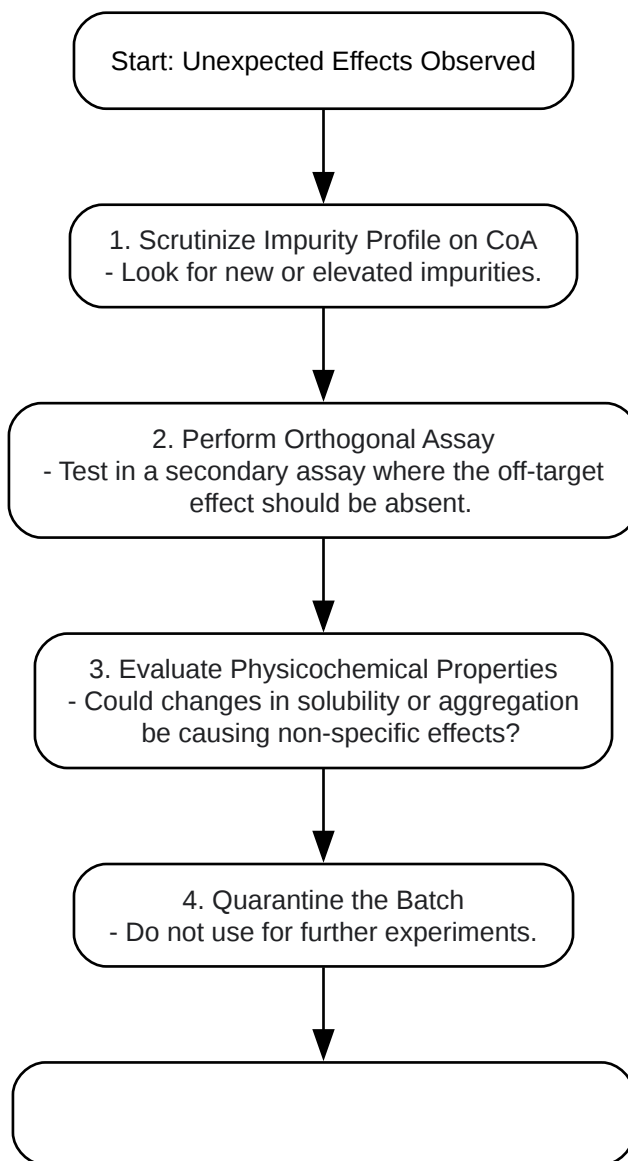 Start: Unexpected Effects Observed
1. Scrutinize Impurity Profile on CoA
- Look for new or elevated impurities.
2. Perform Orthogonal Assay
- Test in a secondary assay where the off-target
effect should be absent.
3. Evaluate Physicochemical Properties
- Could changes in solubility or aggregation
be causing non-specific effects?
4. Quarantine the Batch
- Do not use for further experiments.